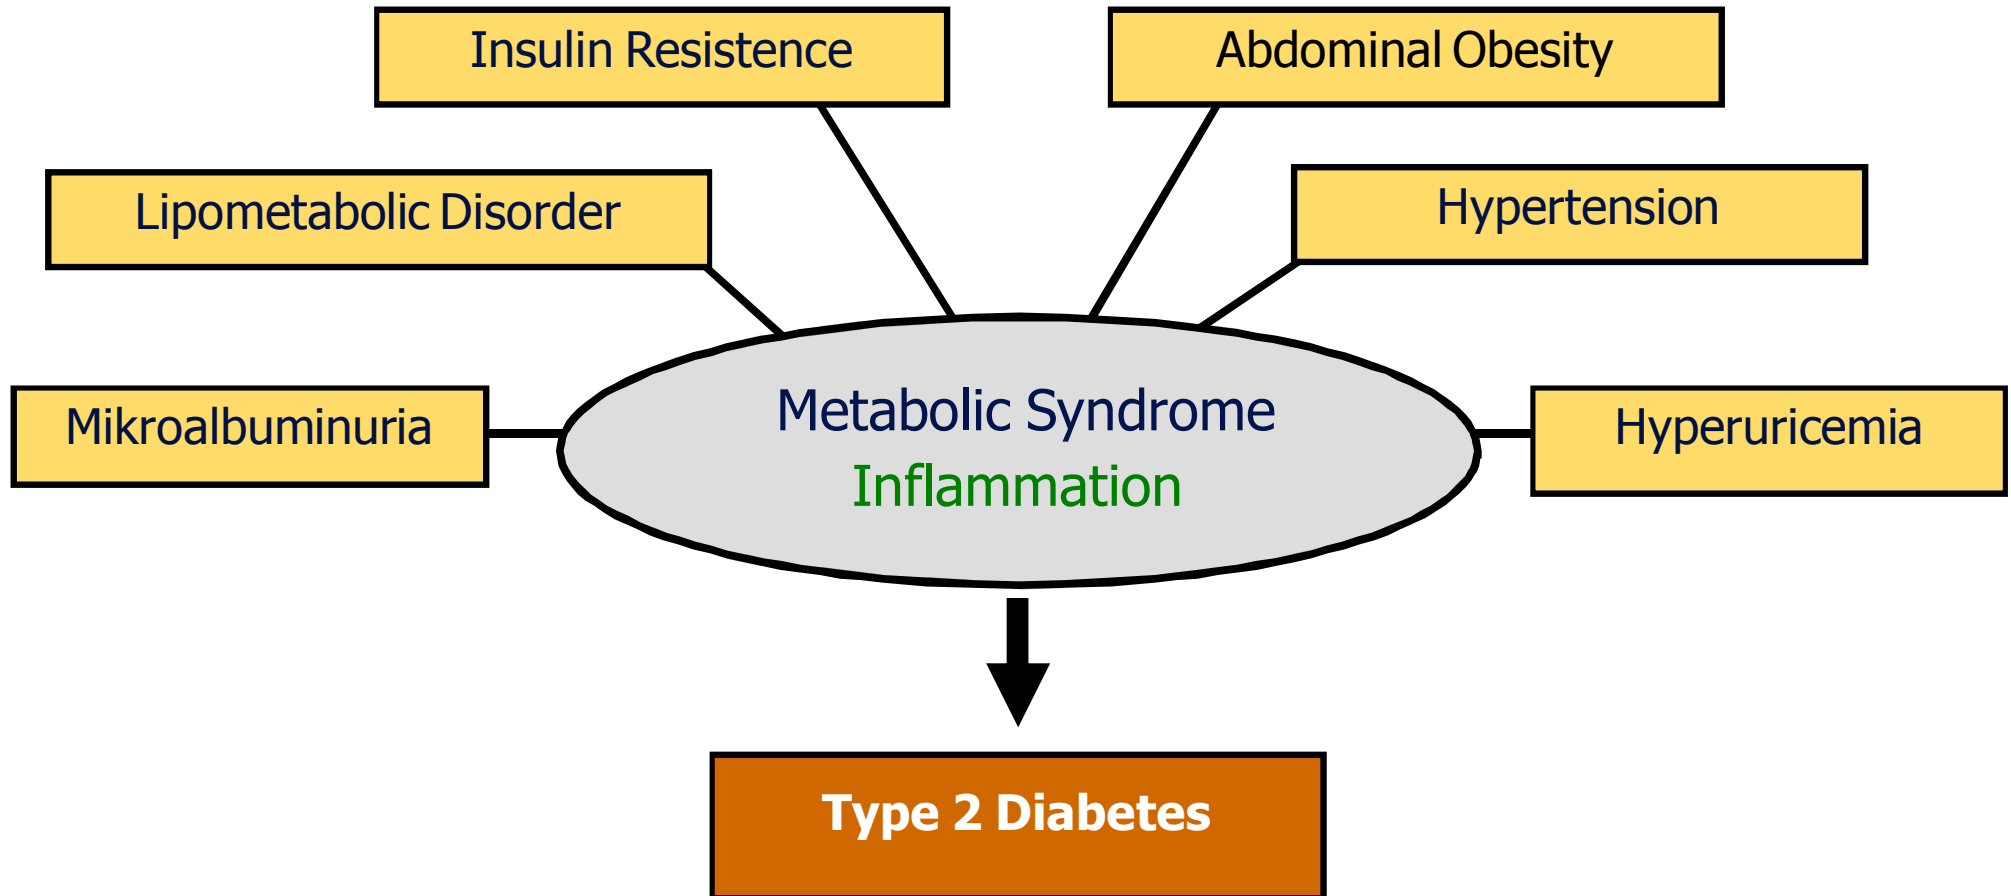 Insulin Resistence
Abdominal Obesity
Lipometabolic Disorder
Hypertension
Mikroalbuminuria
Metabolic Syndrome
Inflammation
Hyperuricemia
Type 2 Diabetes